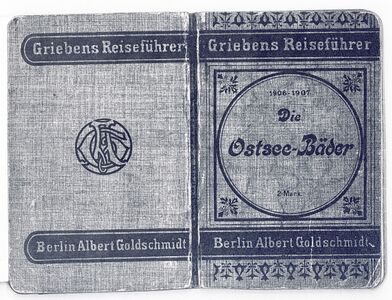 Griebens Reiseführer
Berlin Albert Goldschmidt
Griebens Reiseführer
1906-1907
Die
Ostsee-Bäder
2 Mark
Berlin Albert Goldschmidt